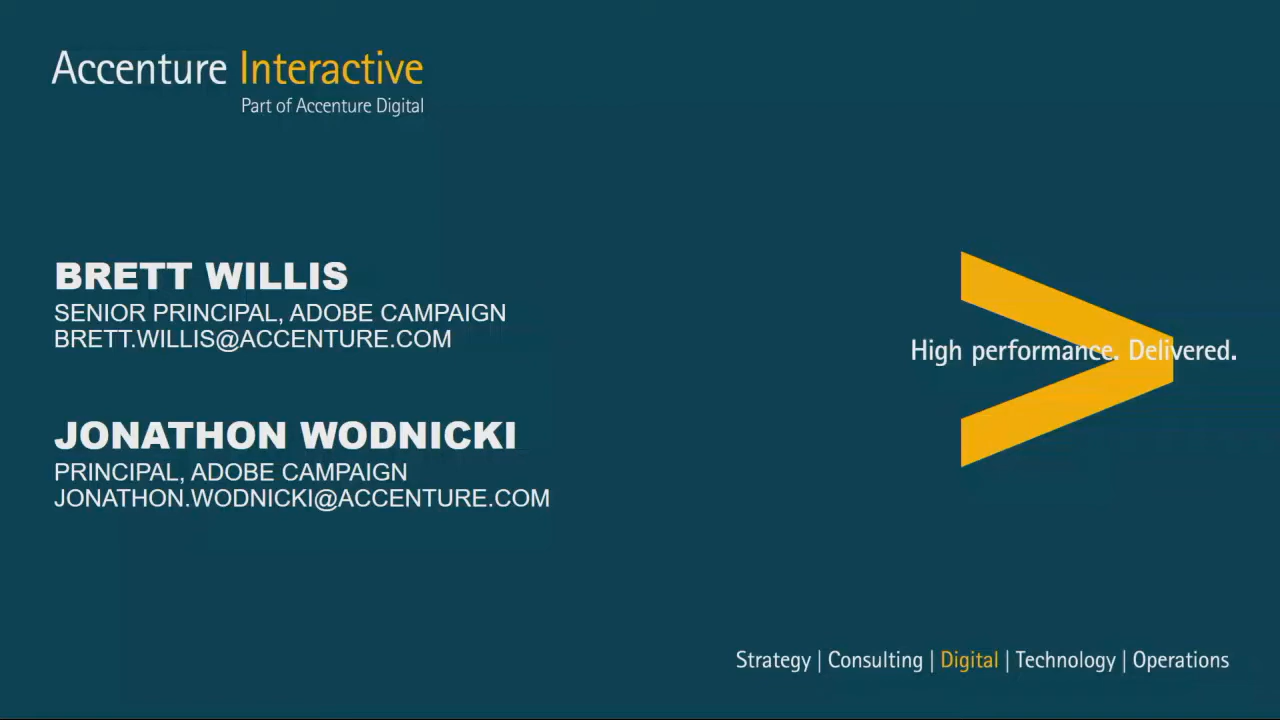 Accenture Interactive
Part of Accenture Digital
BRETT WILLIS
SENIOR PRINCIPAL, ADOBE CAMPAIGN
BRETT.WILLIS@ACCENTURE.COM
High performance. Delivered.
JONATHON WODNICKI
PRINCIPAL, ADOBE CAMPAIGN
JONATHON.WODNICKI@ACCENTURE.COM
Strategy | Consulting | Digital | Technology | Operations